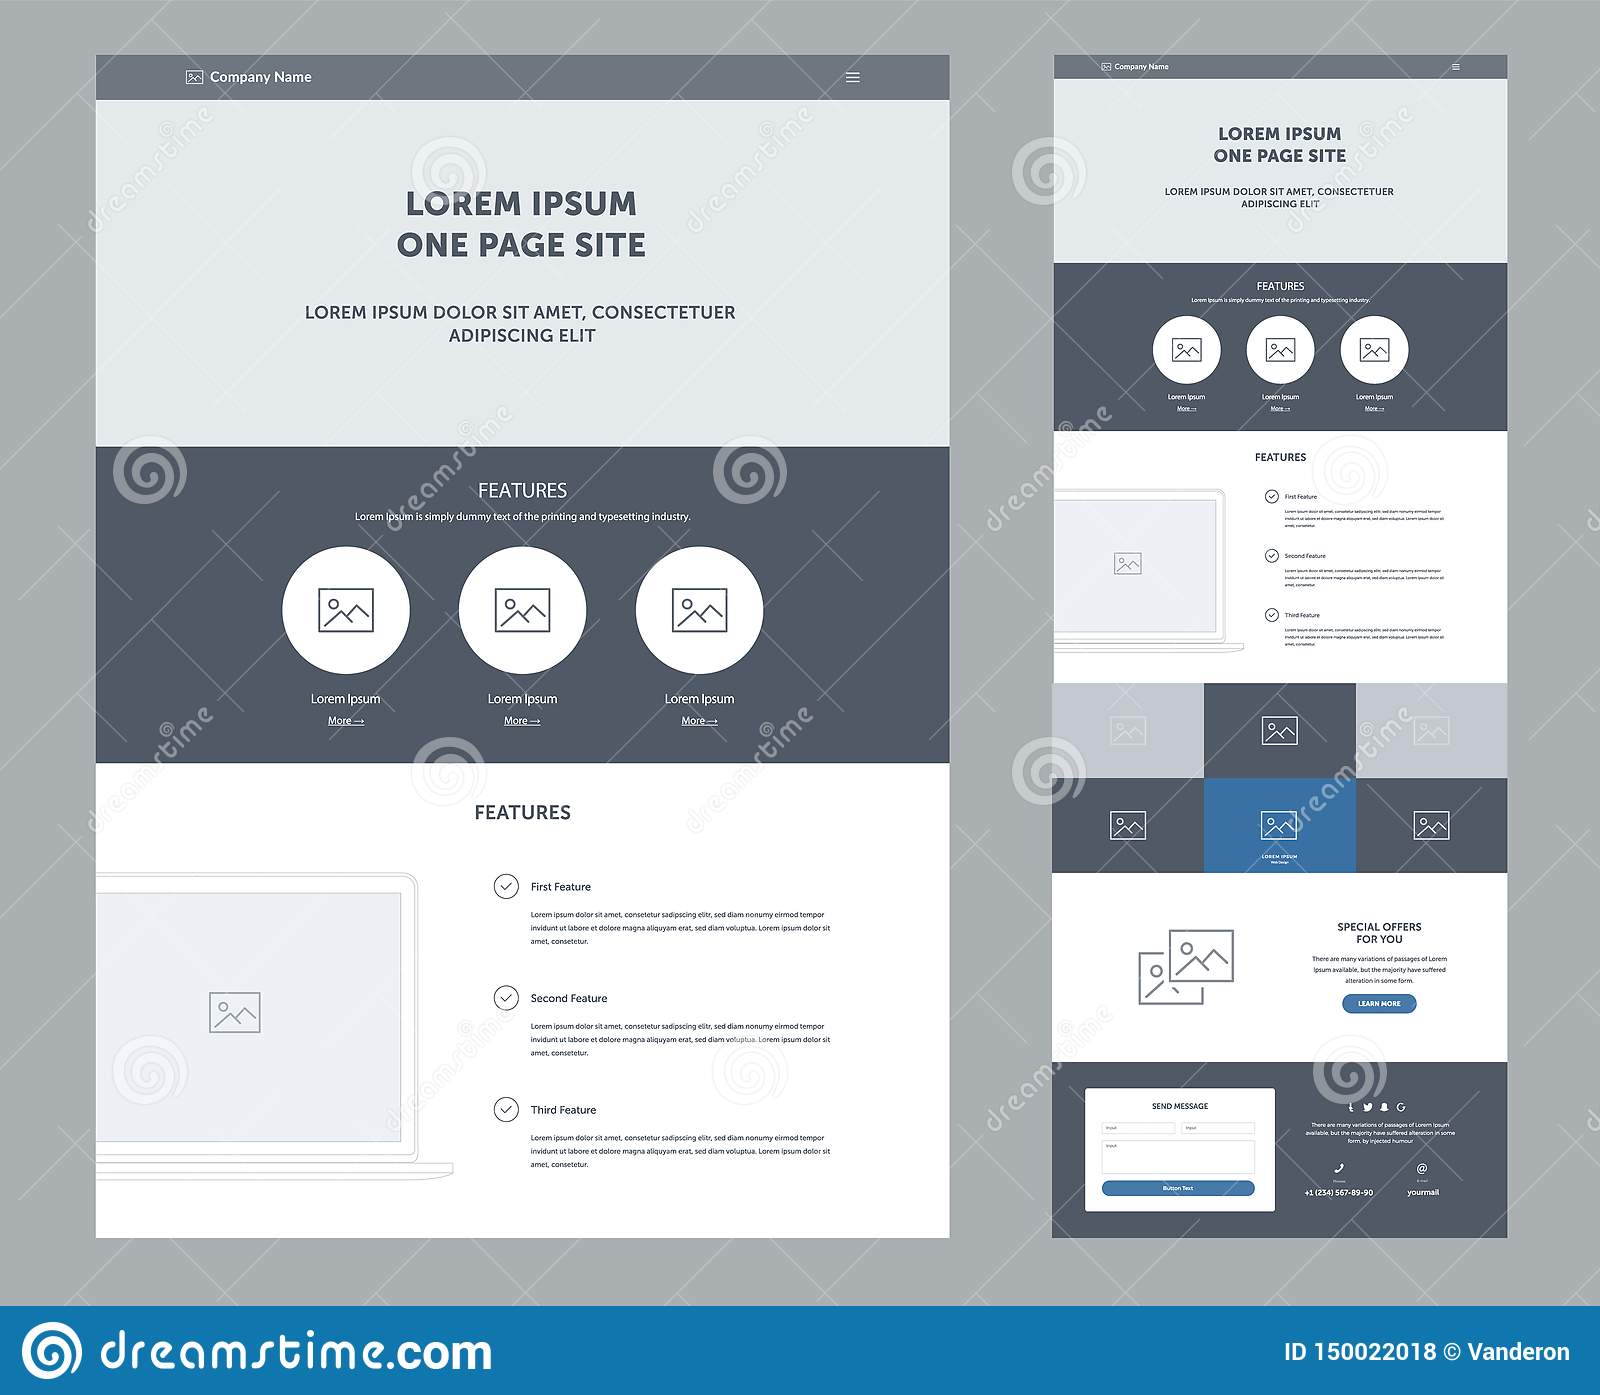 Company Name
LOREM IPSUM
ONE PAGE SITE
LOREM IPSUM DOLOR SIT AMET, CONSECTETUER
ADIPISCING ELIT
FEATURES
Lorem Ipsum is simply dummy text of the printing and typesetting industry.
Lorem Ipsum Lorem Ipsum Lorem Ipsum
More → More → More →
FEATURES
First Feature
Lorem ipsum dolor sit amet, consetetur sadipscing elitr, sed diam nonumy tempor
invidunt ut labore et dolore magna aliquyam erat, sed diam voluptua. Lorem ipsum dolor sit
amet, consetetur.
Second Feature
Lorem ipsum dolor sit amet, consetetur sadipscing elitr, sed diam nonumy tempor
invidunt ut labore et dolore magna aliquyam erat, sed diam voluptua. Lorem ipsum dolor sit
amet, consetetur.
Third Feature
Lorem ipsum dolor sit amet, consetetur sadipscing elitr, sed diam nonumy tempor
invidunt ut labore et dolore magna aliquyam erat, sed diam voluptua. Lorem ipsum dolor sit
amet, consetetur.
Company Name
LOREM IPSUM
ONE PAGE SITE
LOREM IPSUM DOLOR SIT AMET, CONSECTETUER
ADIPISCING ELIT
FEATURES
Lorem Ipsum is simply dummy text of the printing and typesetting industry.
Lorem Ipsum Lorem Ipsum Lorem Ipsum
More → More → More →
FEATURES
First Feature
Lorem ipsum dolor sit amet, consetetur sadipscing elitr, sed diam nonumy tempor
invidunt ut labore et dolore magna aliquyam erat, sed diam voluptua. Lorem ipsum dolor sit
amet, consetetur.
Second Feature
Lorem ipsum dolor sit amet, consetetur sadipscing elitr, sed diam nonumy tempor
invidunt ut labore et dolore magna aliquyam erat, sed diam voluptua. Lorem ipsum dolor sit
amet, consetetur.
Third Feature
Lorem ipsum dolor sit amet, consetetur sadipscing elitr, sed diam nonumy tempor
invidunt ut labore et dolore magna aliquyam erat, sed diam voluptua. Lorem ipsum dolor sit
amet, consetetur.
LOREM IPSUM
Web Design
SPECIAL OFFERS
FOR YOU
There are many variations of passages of Lorem
Ipsum available, but the majority have suffered
alteration in some form.
LEARN MORE
SEND MESSAGE
Input Input
Input
Button Text
There are many variations of passages of Lorem Ipsum
available, but the majority have suffered alteration in some
form, by injected humour
+1 (234) 567-89-90 yourmail
dreamstime.com
ID 150022018 © Vanderon